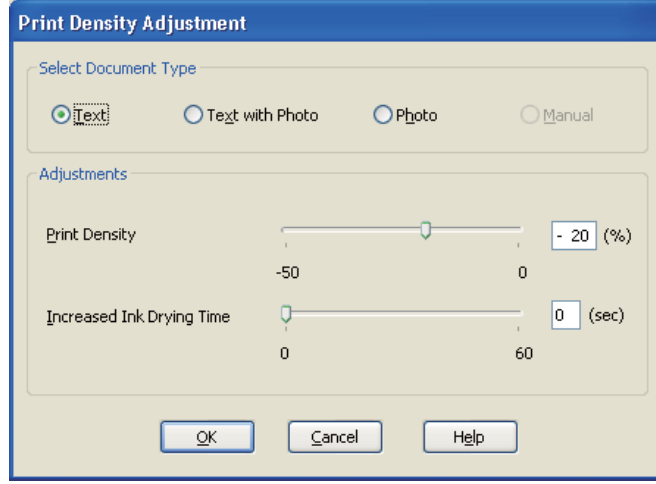 Print Density Adjustment
Select Document Type
Text Text with Photo Photo Manual
Adjustments
Print Density - 20 (%)
-50 0
Increased Ink Drying Time 0 (sec)
0 60
OK Cancel Help